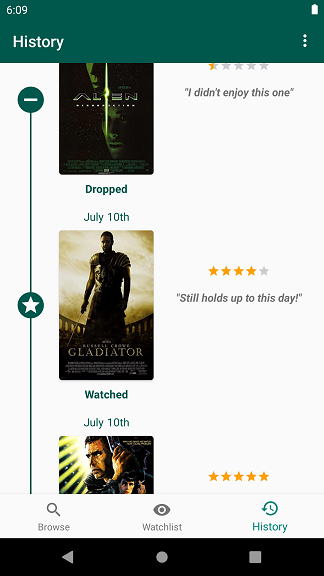 6:09
History
ALIEN
RESURRECTION
"I didn't enjoy this one"
Dropped
July 10th
RUSSELL CROWE
GLADIATOR
"Still holds up to this day!"
Watched
July 10th
Browse
Watchlist
History